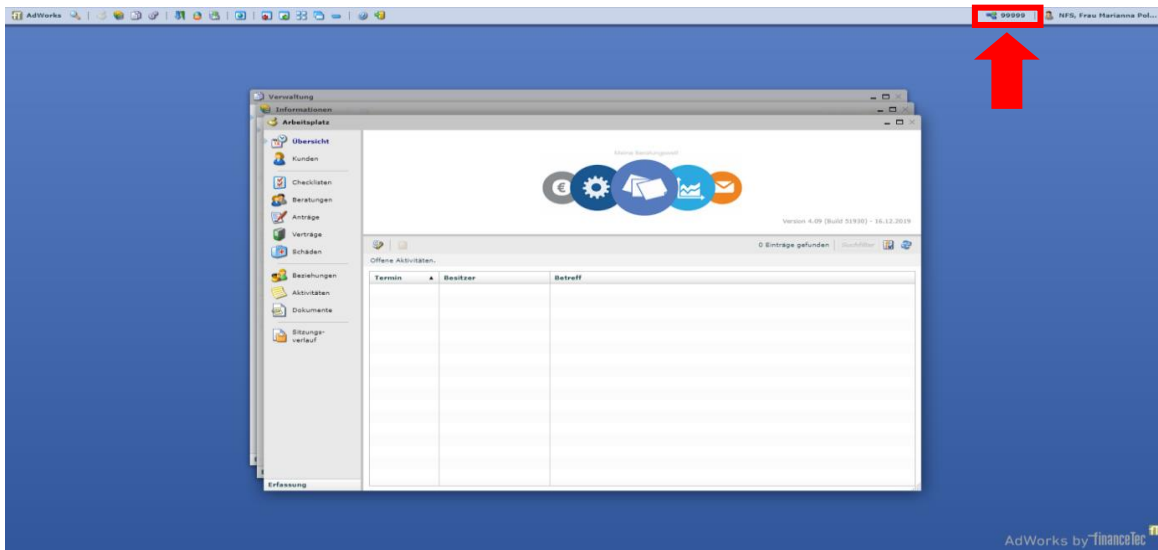 AdWorks
99999
NFS, Frau Marianna Pol...
Verwaltung
Informationen
Arbeitsplatz
Übersicht
Kunden
Checklisten
Beratungen
Anträge
Verträge
Schäden
Beziehungen
Aktivitäten
Dokumente
Sitzungs-
verlauf
Erfassung
Meine Beratungswelt
Version 4.09 (Build 51930) - 16.12.2019
0 Einträge gefunden
Suchfilter
Offene Aktivitäten.
Termin Besitzer Betreff
AdWorks by financeTec